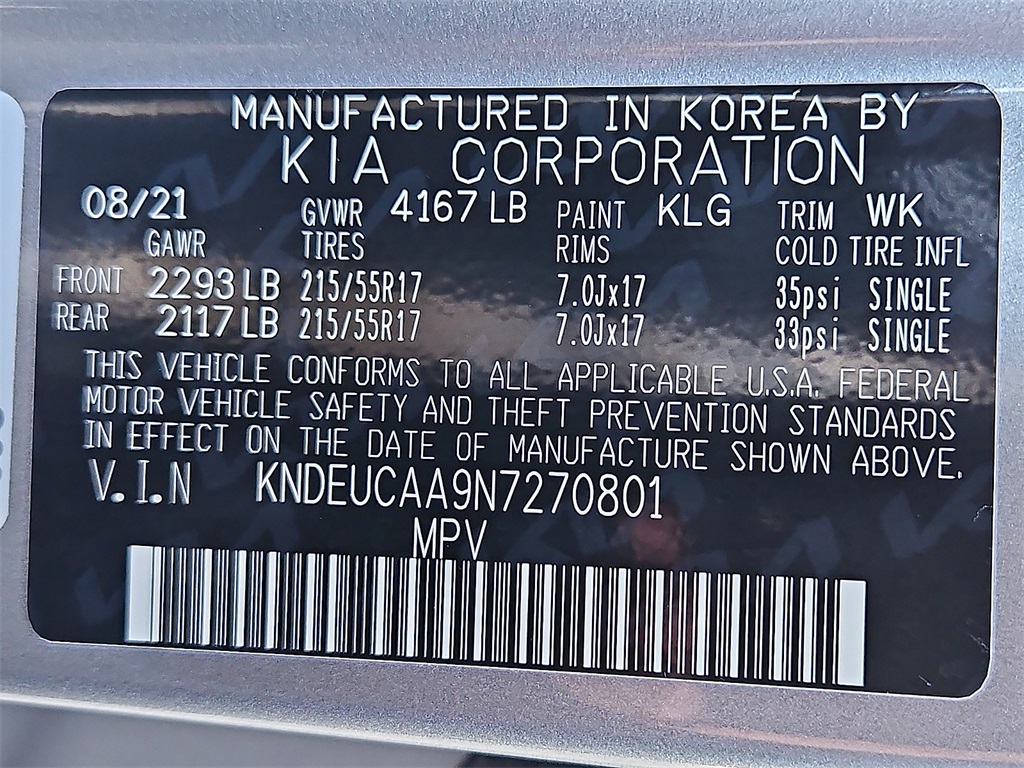 MANUFACTURED IN KOREA BY
KIA CORPORATION
08/21 GVWR 4167 LB PAINT KLG TRIM WK
GAWR TIRES RIMS COLD TIRE INFL
FRONT 2293 LB 215/55R17 7.0Jx17 35psi SINGLE
REAR 2117 LB 215/55R17 7.0Jx17 33psi SINGLE
THIS VEHICLE CONFORMS TO ALL APPLICABLE U.S.A. FEDERAL
MOTOR VEHICLE SAFETY AND THEFT PREVENTION STANDARDS
IN EFFECT ON THE DATE OF MANUFACTURE SHOWN ABOVE.
V.I.N KNDEUCAA9N7270801
MPV